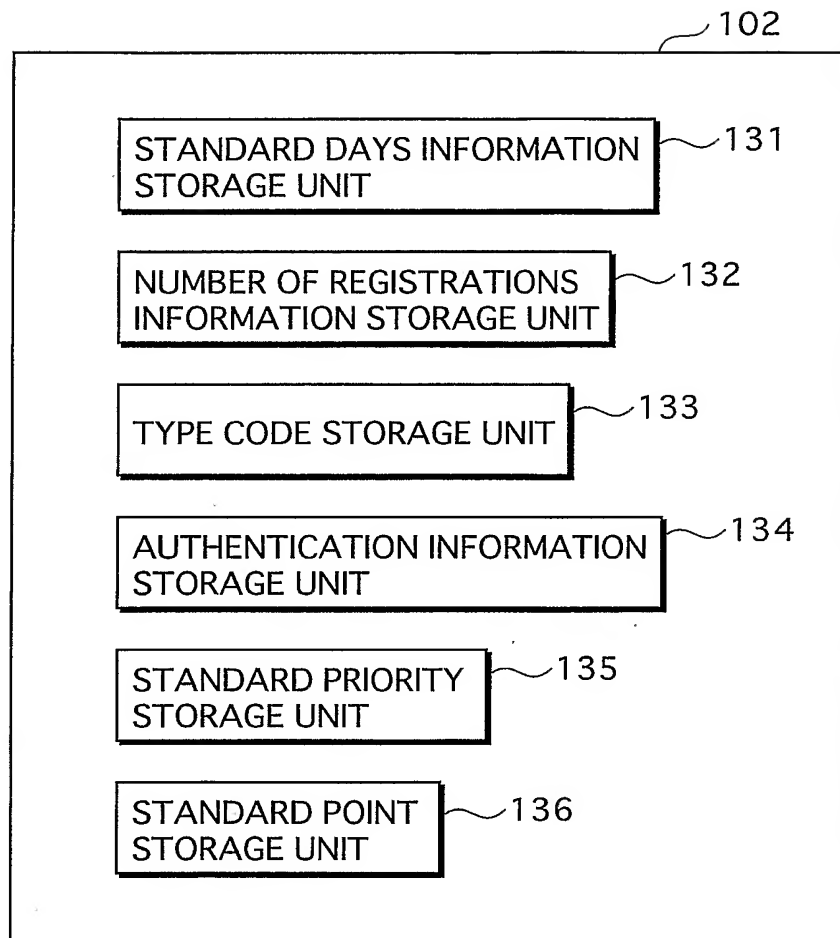 102
STANDARD DAYS INFORMATION
STORAGE UNIT
131
NUMBER OF REGISTRATIONS
INFORMATION STORAGE UNIT
132
TYPE CODE STORAGE UNIT
133
AUTHENTICATION INFORMATION
STORAGE UNIT
134
STANDARD PRIORITY
STORAGE UNIT
135
STANDARD POINT
STORAGE UNIT
136